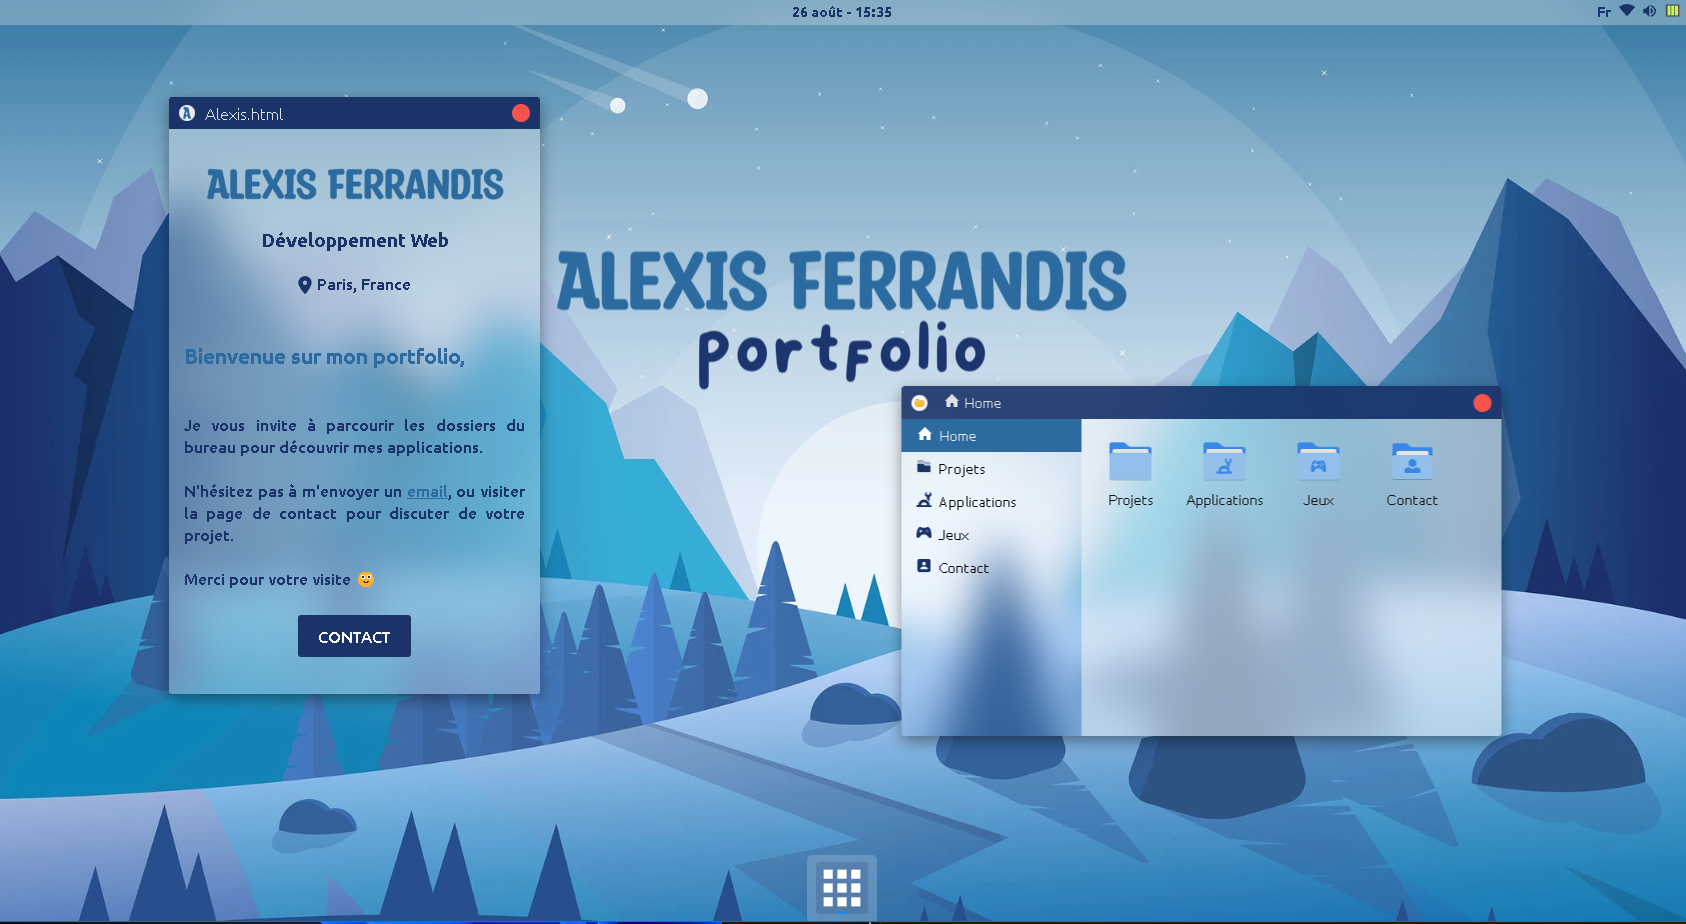 26 août - 15:35
Fr
Alexis.html
ALEXIS FERRANDIS
Développement Web
Paris, France
Bienvenue sur mon portfolio,
Je vous invite à parcourir les dossiers du
bureau pour découvrir mes applications.
N'hésitez pas à m'envoyer un email, ou visiter
la page de contact pour discuter de votre
projet.
Merci pour votre visite
CONTACT
ALEXIS FERRANDIS
portfolio
Home
Home
Projets
Applications
Jeux
Contact
Projets
Applications
Jeux
Contact